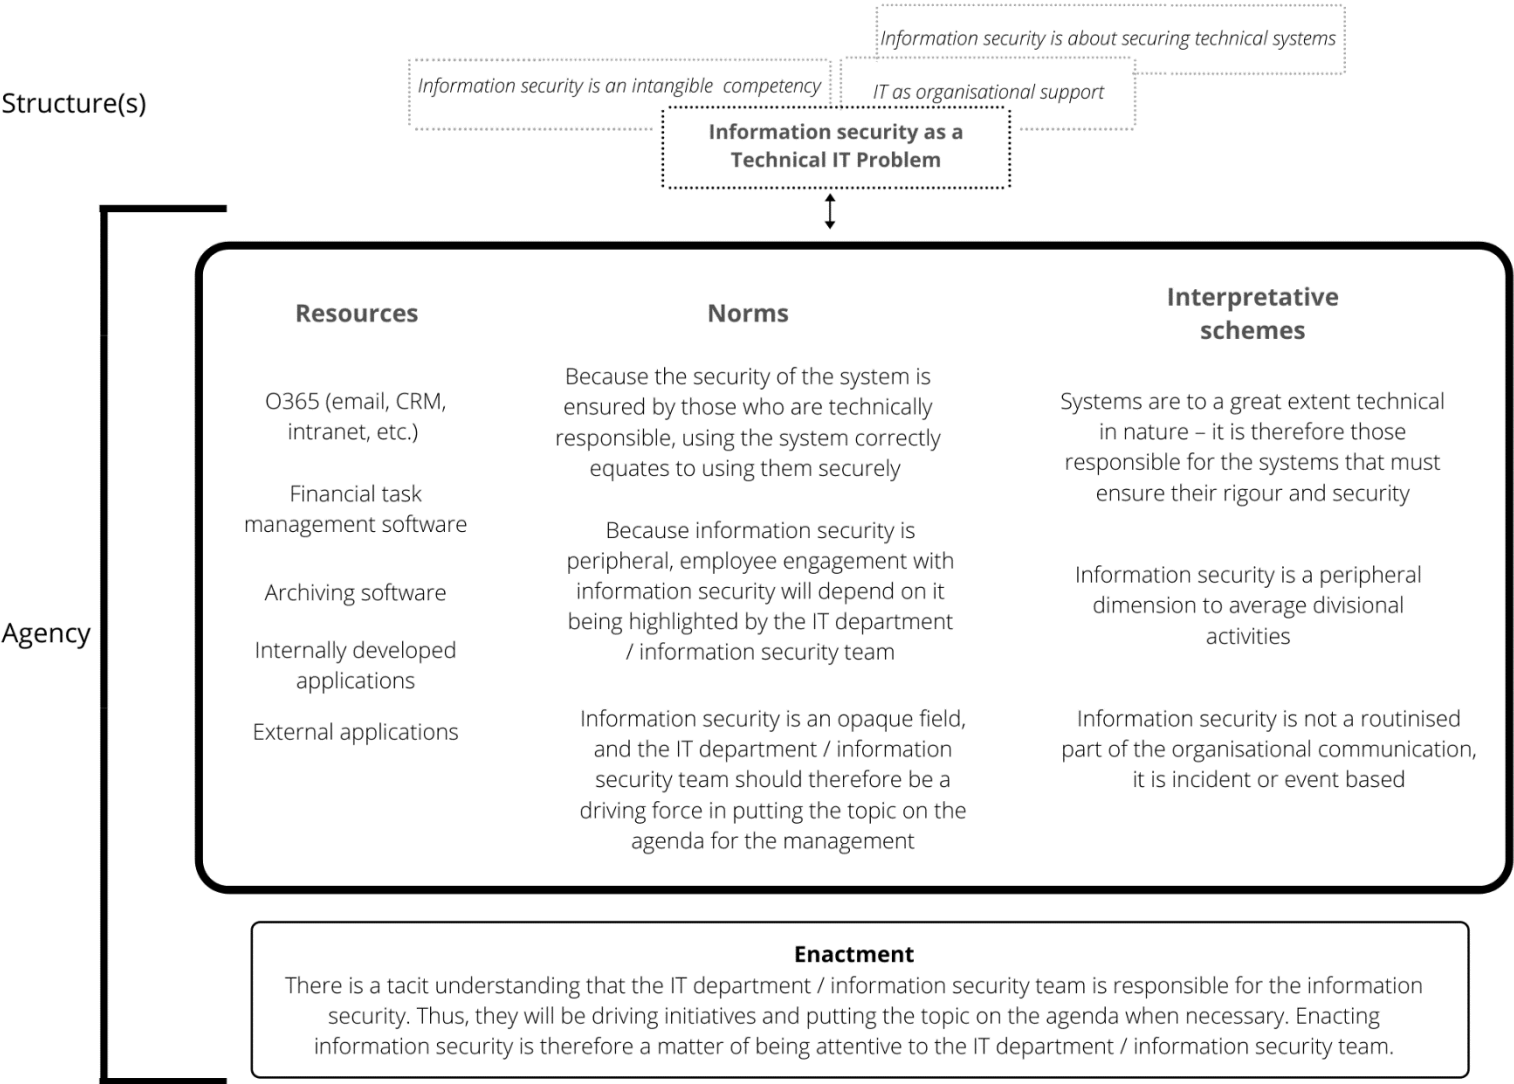 Structure(s)
Information security is about securing technical systems
Information security is an intangible competency
IT as organisational support
Information security as a
Technical IT Problem
Agency
Resources
O365 (email, CRM,
intranet, etc.)
Financial task
management software
Archiving software
Internally developed
applications
External applications
Norms
Because the security of the system is
ensured by those who are technically
responsible, using the system correctly
equates to using them securely
Because information security is
peripheral, employee engagement with
information security will depend on it
being highlighted by the IT department
/ information security team
Information security is an opaque field,
and the IT department / information
security team should therefore be a
driving force in putting the topic on the
agenda for the management
Interpretative
schemes
Systems are to a great extent technical
in nature – it is therefore those
responsible for the systems that must
ensure their rigour and security
Information security is a peripheral
dimension to average divisional
activities
Information security is not a routinised
part of the organisational communication,
it is incident or event based
Enactment
There is a tacit understanding that the IT department / information security team is responsible for the information
security. Thus, they will be driving initiatives and putting the topic on the agenda when necessary. Enacting
information security is therefore a matter of being attentive to the IT department / information security team.